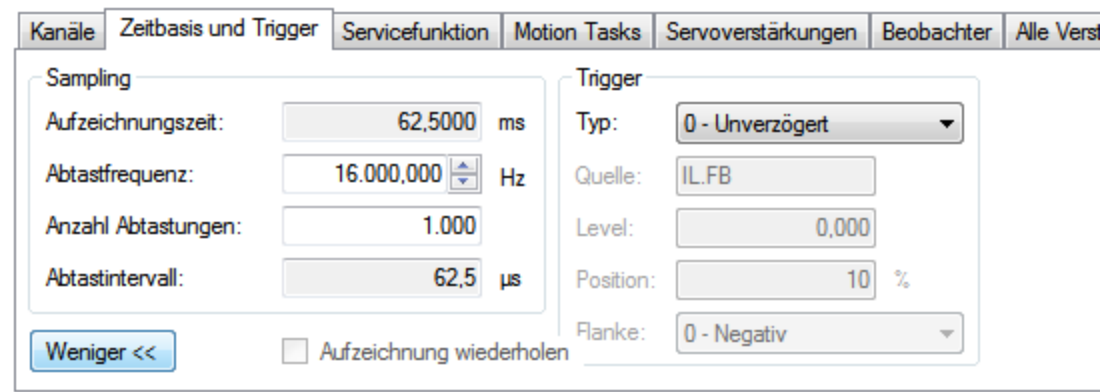 Kanäle Zeitbasis und Trigger Servicefunktion Motion Tasks Servoverstärkungen Beobachter Alle Verst
Sampling
Aufzeichnungszeit: 62,5000 ms
Abtastfrequenz: 16.000,000 Hz
Anzahl Abtastungen: 1.000
Abtastintervall: 62,5 µs
Weniger << Aufzeichnung wiederholen
Trigger
Typ: 0 - Unverzögert
Quelle: IL.FB
Level: 0,000
Position: 10 %
Flanke: 0 - Negativ